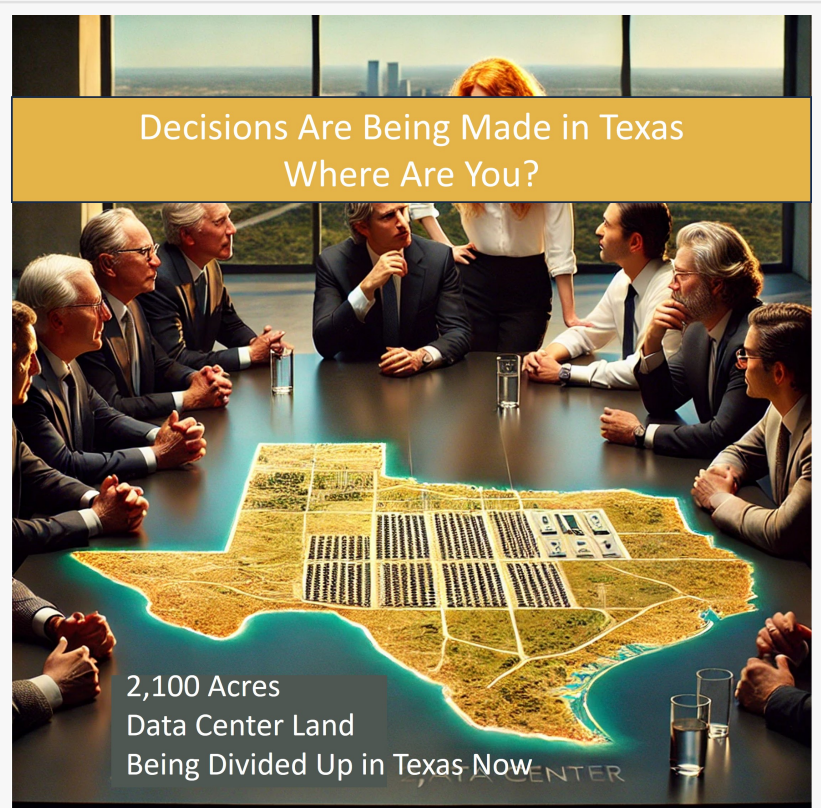 Decisions Are Being Made in Texas
Where Are You?
2,100 Acres
Data Center Land
Being Divided Up in Texas Now
CENTER